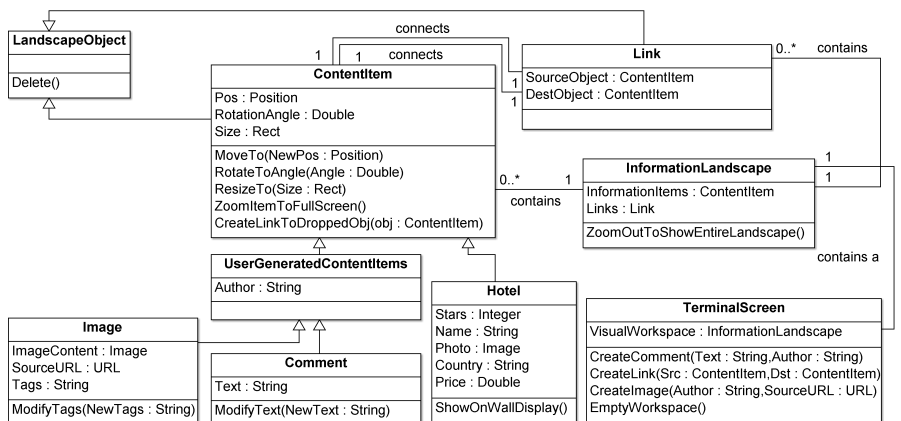 LandscapeObject
Delete()
connects
connects
1
1
1
1
ContentItem
Pos : Position
RotationAngle : Double
Size : Rect
MoveTo(NewPos : Position)
RotateToAngle(Angle : Double)
ResizeTo(Size : Rect)
ZoomItemToFullScreen()
CreateLinkToDroppedObj(obj : ContentItem)
Link
SourceObject : ContentItem
DestObject : ContentItem
0..*
contains
0..*
1
contains
InformationLandscape
InformationItems : ContentItem
Links : Link
ZoomOutToShowEntireLandscape()
1
1
contains a
UserGeneratedContentItems
Author : String
Hotel
Stars : Integer
Name : String
Photo : Image
Country : String
Price : Double
ShowOnWallDisplay()
TerminalScreen
VisualWorkspace : InformationLandscape
CreateComment(Text : String,Author : String)
CreateLink(Src : ContentItem,Dst : ContentItem)
CreateImage(Author : String,SourceURL : URL)
EmptyWorkspace()
Image
ImageContent : Image
SourceURL : URL
Tags : String
ModifyTags(NewTags : String)
Comment
Text : String
ModifyText(NewText : String)